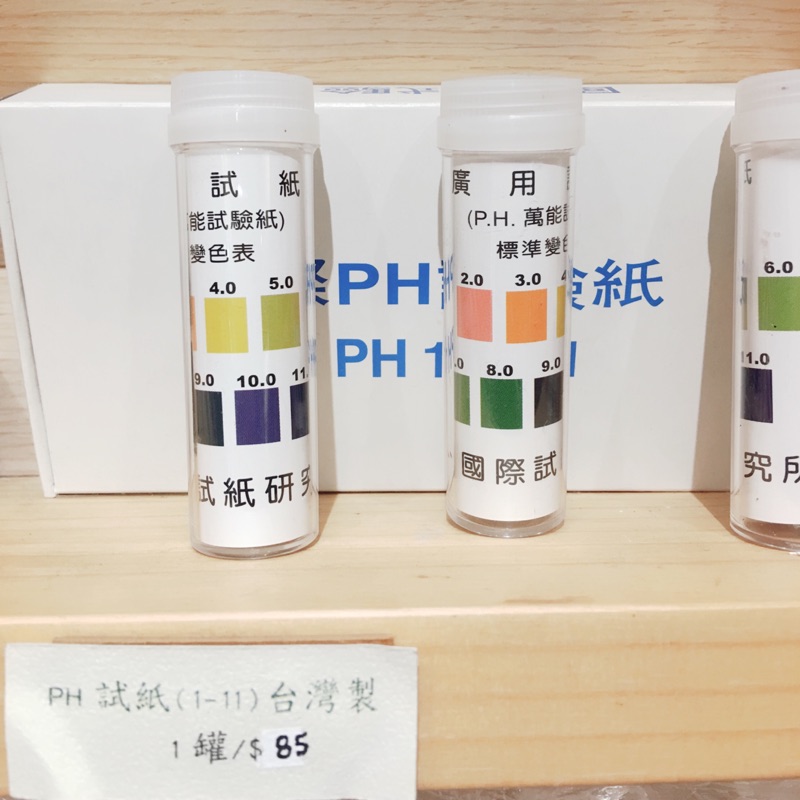 試紙
能試驗紙)
變色表
4.0 5.0
9.0 10.0 11
試紙研究
廣用
(P.H. 萬能
標準變色
2.0 3.0
.0 8.0 9.0
國際試
6.0
11.0
究所
PH 驗紙
PH 1
PH 試紙(1-11)台灣製
1罐/$85